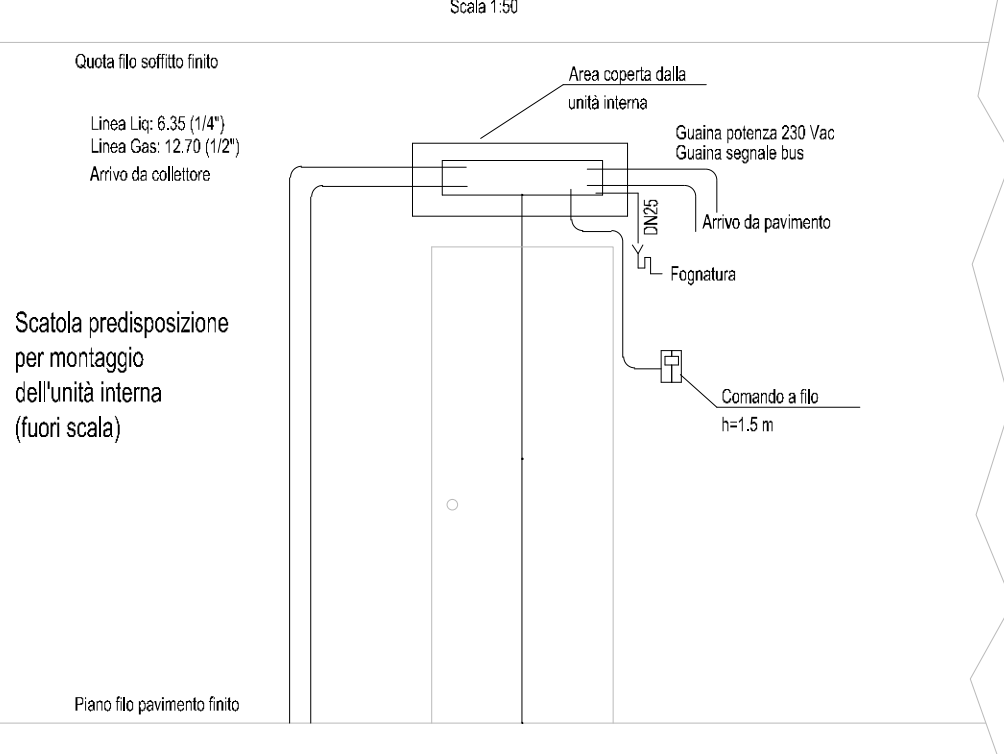 Scala 1:50
Quota filo soffitto finito
Area coperta dalla
unità interna
Linea Liq: 6.35 (1/4")
Linea Gas: 12.70 (1/2")
Arrivo da collettore
Guaina potenza 230 Vac
Guaina segnale bus
DN25
Arrivo da pavimento
Fognatura
Scatola predisposizione
per montaggio
dell'unità interna
(fuori scala)
Comando a filo
h=1.5 m
Piano filo pavimento finito